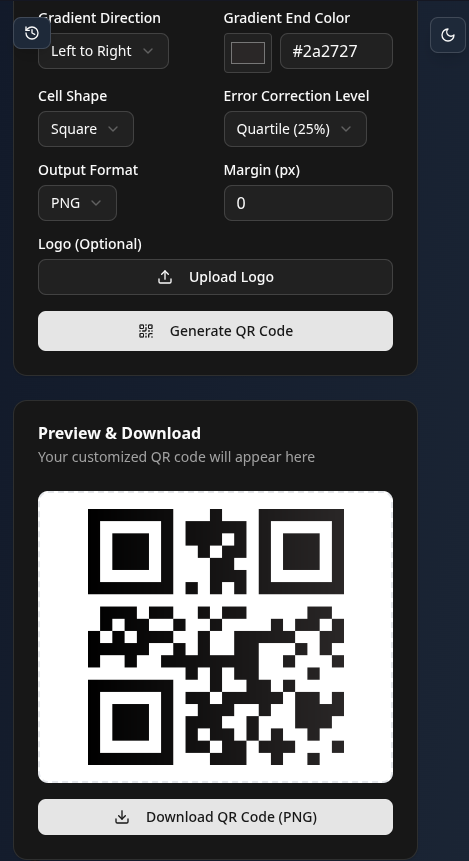 Gradient Direction
Gradient End Color
Left to Right
#2a2727
Cell Shape
Error Correction Level
Square
Quartile (25%)
Output Format
Margin (px)
PNG
0
Logo (Optional)
Upload Logo
Generate QR Code
Preview & Download
Your customized QR code will appear here
Download QR Code (PNG)